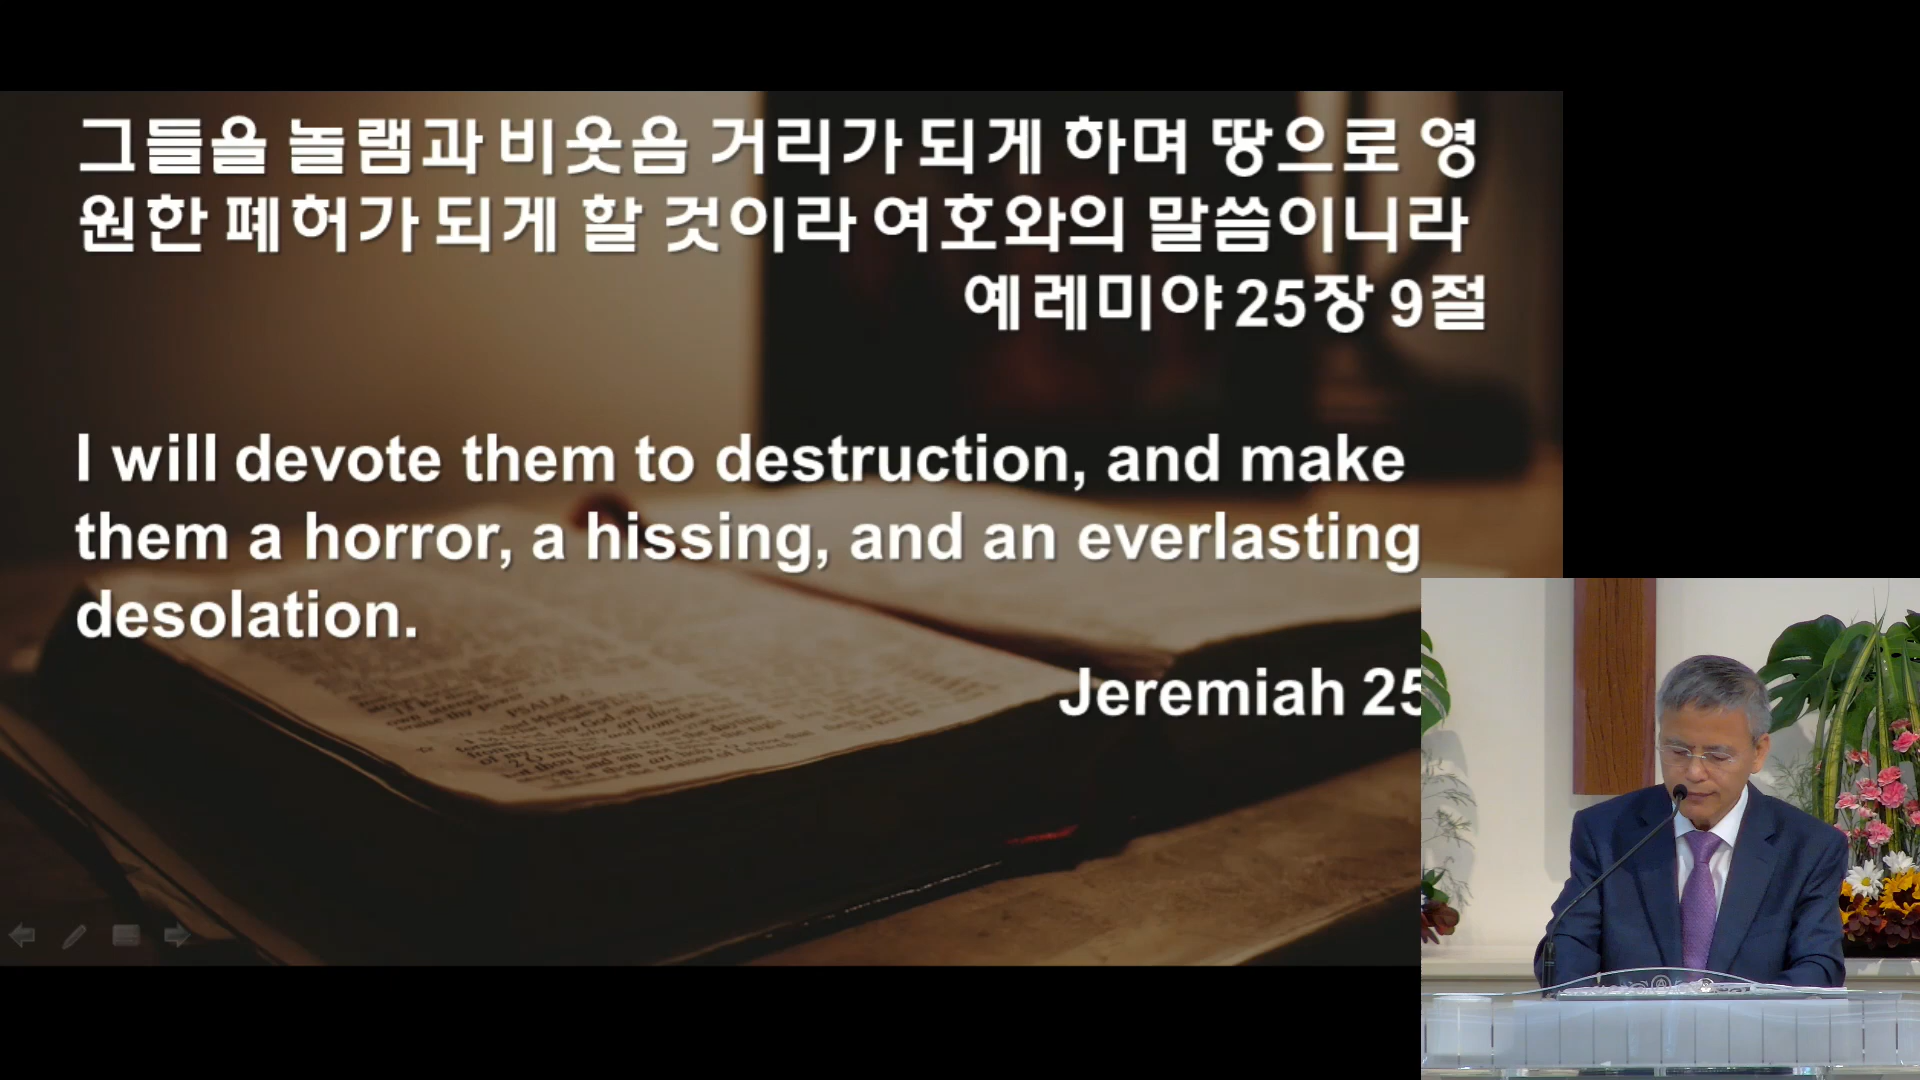 그들을 놀램과 비웃음 거리가 되게 하며 땅으로 영
원한 폐허가 되게 할 것이라 여호와의 말씀이니라
예레미야 25장 9절
I will devote them to destruction, and make
them a horror, a hissing, and an everlasting
desolation.
Jeremiah 25
PSALM